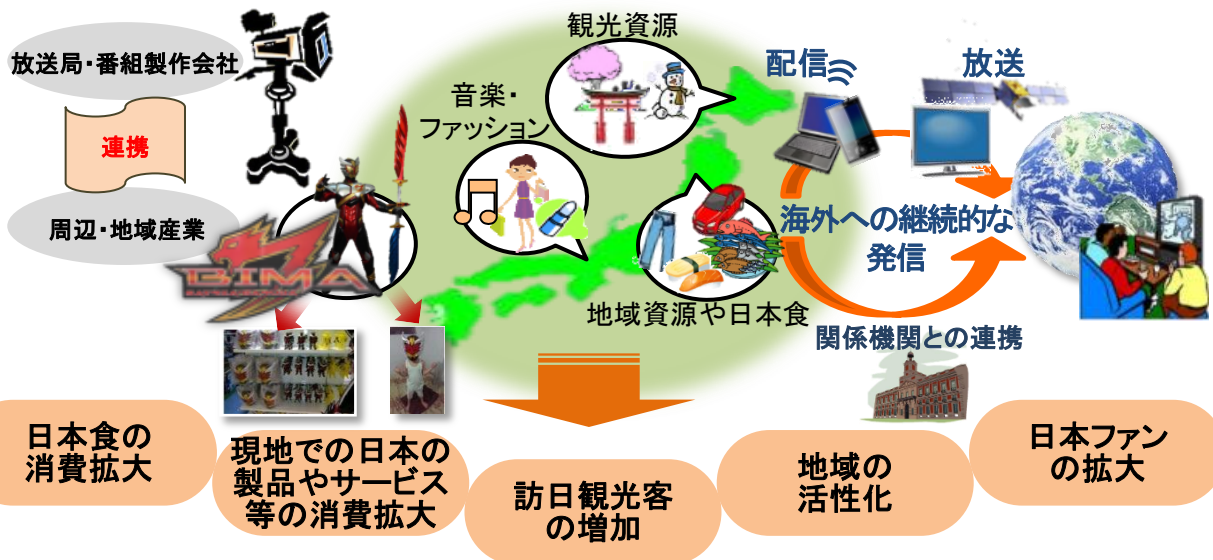 放送局・番組製作会社
連携
周辺・地域産業
BIMA
音楽・
ファッション
観光資源
地域資源や日本食
配信
放送
海外への継続的な
発信
関係機関との連携
日本食の
消費拡大
現地での日本の
製品やサービス
等の消費拡大
訪日観光客
の増加
地域の
活性化
日本ファン
の拡大